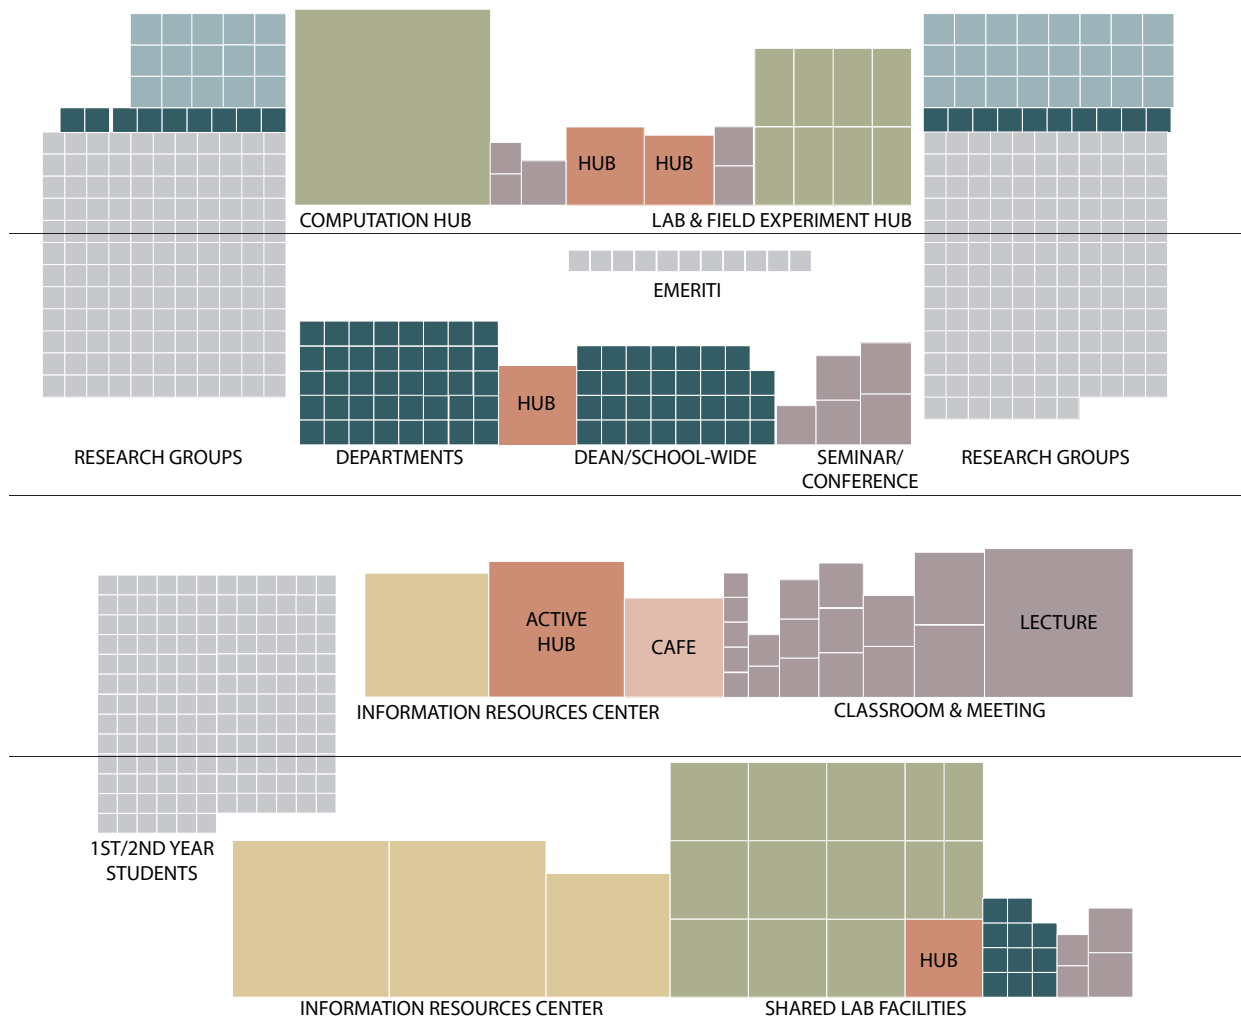 HUB
HUB
COMPUTATION HUB
LAB & FIELD EXPERIMENT HUB
EMERITI
HUB
RESEARCH GROUPS
DEPARTMENTS
DEAN/SCHOOL-WIDE
SEMINAR/
CONFERENCE
RESEARCH GROUPS
ACTIVE
HUB
CAFE
LECTURE
INFORMATION RESOURCES CENTER
CLASSROOM & MEETING
1ST/2ND YEAR
STUDENTS
HUB
INFORMATION RESOURCES CENTER
SHARED LAB FACILITIES